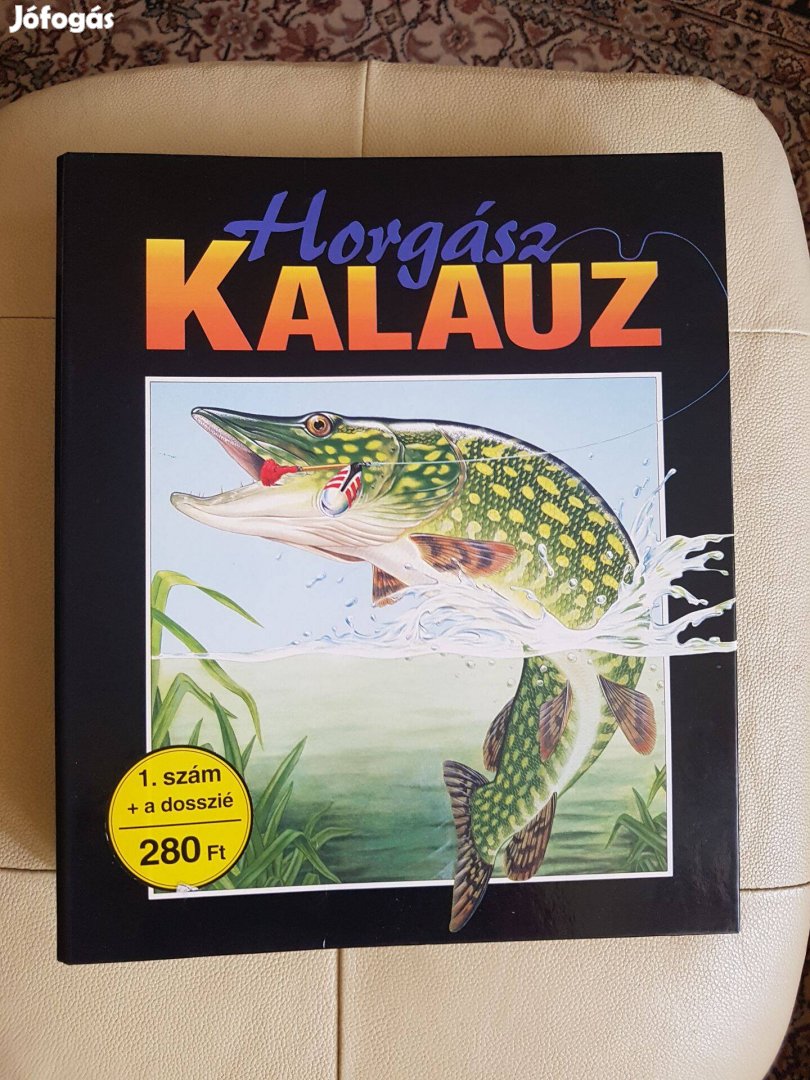 Jófogás
Horgász
KALAUZ
1. szám
+ a dosszié
280 Ft